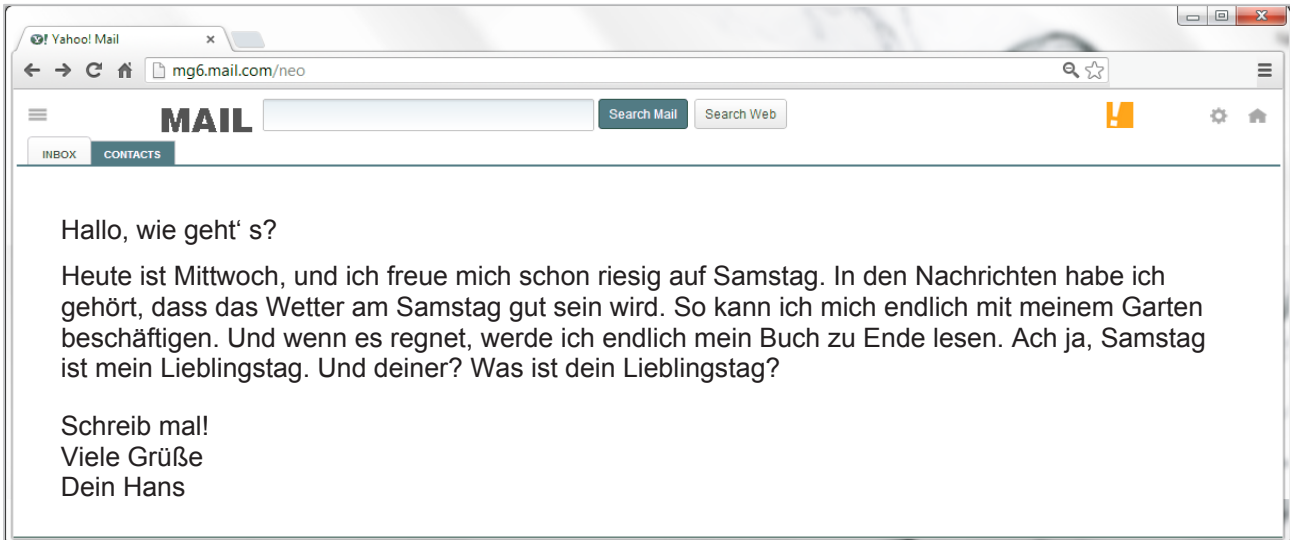 Yahoo! Mail
mg6.mail.com/neo
MAIL Search Mail Search Web
INBOX CONTACTS
Hallo, wie geht‘ s?
Heute ist Mittwoch, und ich freue mich schon riesig auf Samstag. In den Nachrichten habe ich
gehört, dass das Wetter am Samstag gut sein wird. So kann ich mich endlich mit meinem Garten
beschäftigen. Und wenn es regnet, werde ich endlich mein Buch zu Ende lesen. Ach ja, Samstag
ist mein Lieblingstag. Und deiner? Was ist dein Lieblingstag?
Schreib mal!
Viele Grüße
Dein Hans